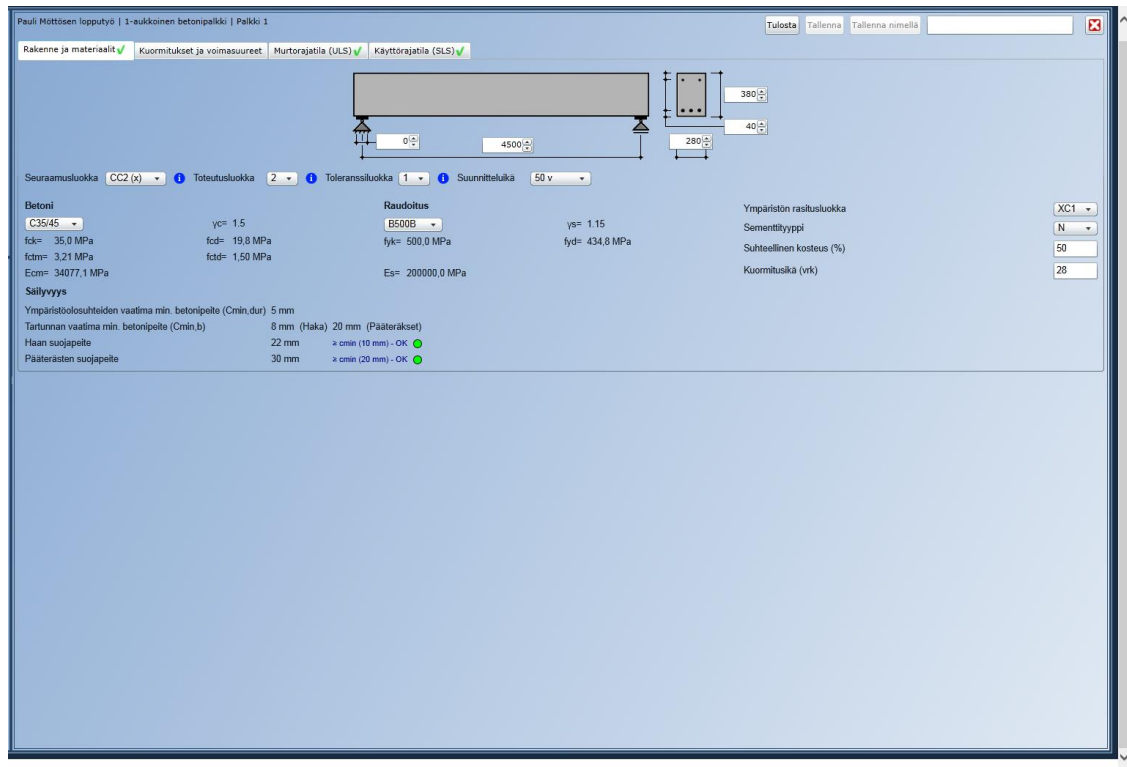 Pauli Möttösen lopputyö | 1-aukkoinen betonipalkki | Palkki 1
Tulosta Tallenna Tallenna nimellä
Rakenne ja materiaalit Kuormitukset ja voimasuureet Murtorajatila (ULS) Käyttörajatila (SLS)
380
40
0 4500 280
Seuraamusluokka CC2 (x) Toteutusluokka 2 Toleranssiluokka 1 Suunnitteluikä 50 v
Betoni Raudoitus
Ympäristön rasitusluokka XC1
C35/45 γc= 1.5 B500B γs= 1.15
Sementtityyppi N
fck= 35,0 MPa fcd= 19,8 MPa fyk= 500,0 MPa fyd= 434,8 MPa
Suhteellinen kosteus (%) 50
fctm= 3,21 MPa fctd= 1,50 MPa
Ecm= 34077,1 MPa Es= 200000,0 MPa
Kuormitusikä (vrk) 28
Säilyvyys
Ympäristöolosuhteiden vaatima min. betonipeite (Cmin,dur) 5 mm
Tartunnan vaatima min. betonipeite (Cmin,b) 8 mm (Haka) 20 mm (Pääteräkset)
Haan suojapeite 22 mm ≥ cmin (10 mm) - OK
Pääterästen suojapeite 30 mm ≥ cmin (20 mm) - OK